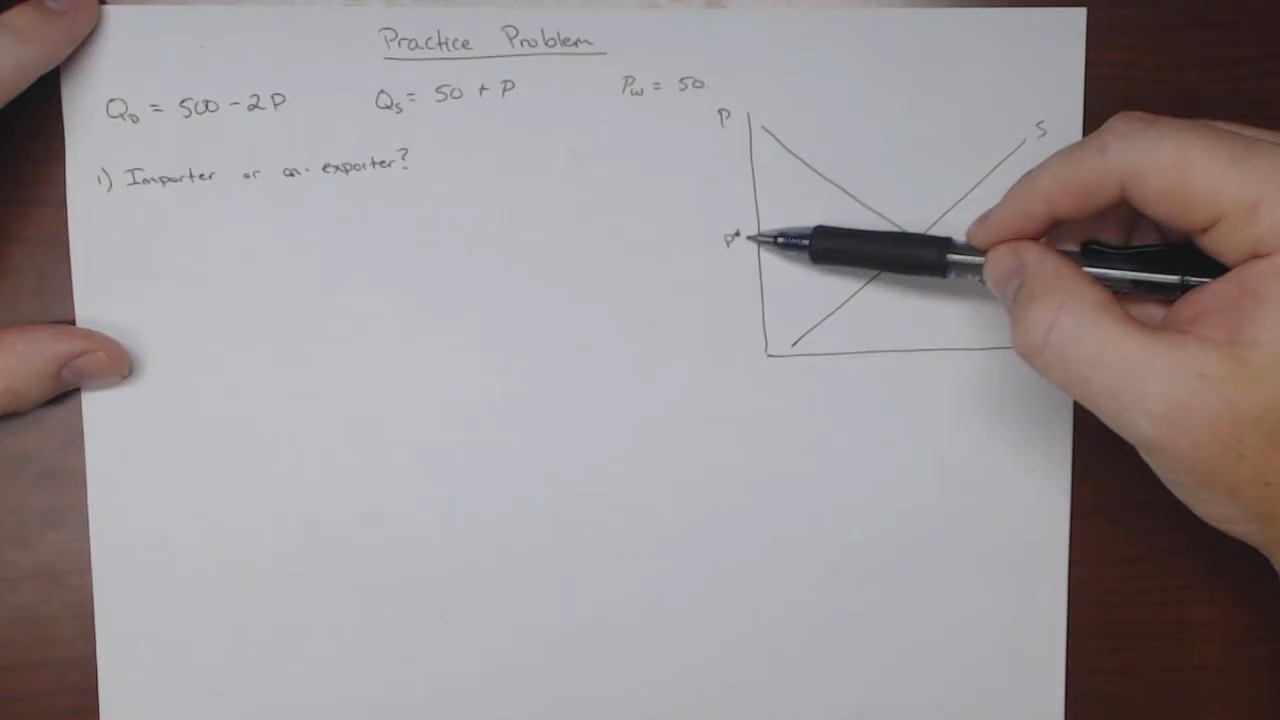 Practice Problem
Q_D = 500 - 2P
Q_S = 50 + P
P_W = 50.
1) Importer or an exporter?
P
S
P*